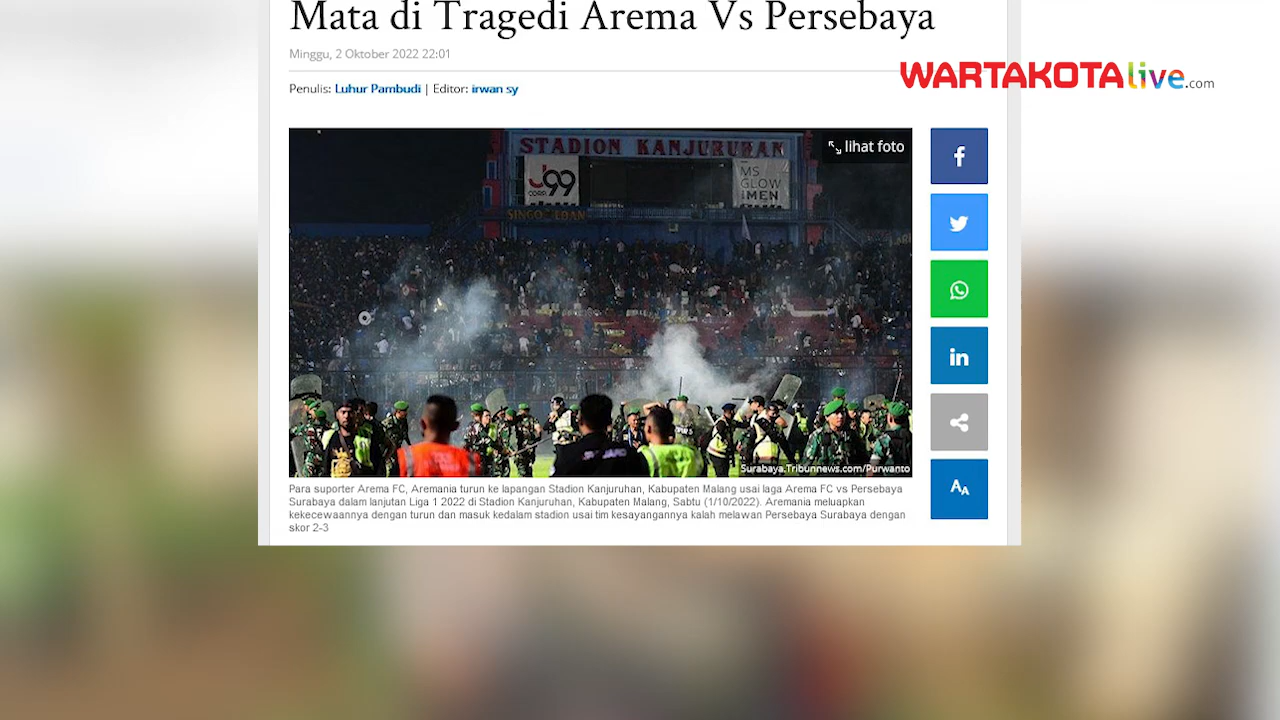 Mata di Tragedi Arema Vs Persebaya
Minggu, 2 Oktober 2022 22:01
WARTAKOTAlive.com
Penulis: Luhur Pambudi | Editor: irwan sy
STADION KANJURUHAN
lihat foto
J99
CORP.
MS
GLOW
MEN
SINGO EDAN
Surabaya.Tribunnews.com/Purwanto
Para suporter Arema FC, Aremania turun ke lapangan Stadion Kanjuruhan, Kabupaten Malang usai laga Arema FC vs Persebaya
Surabaya dalam lanjutan Liga 1 2022 di Stadion Kanjuruhan, Kabupaten Malang, Sabtu (1/10/2022). Aremania meluapkan
kekecewaannya dengan turun dan masuk kedalam stadion usai tim kesayangannya kalah melawan Persebaya Surabaya dengan
skor 2-3